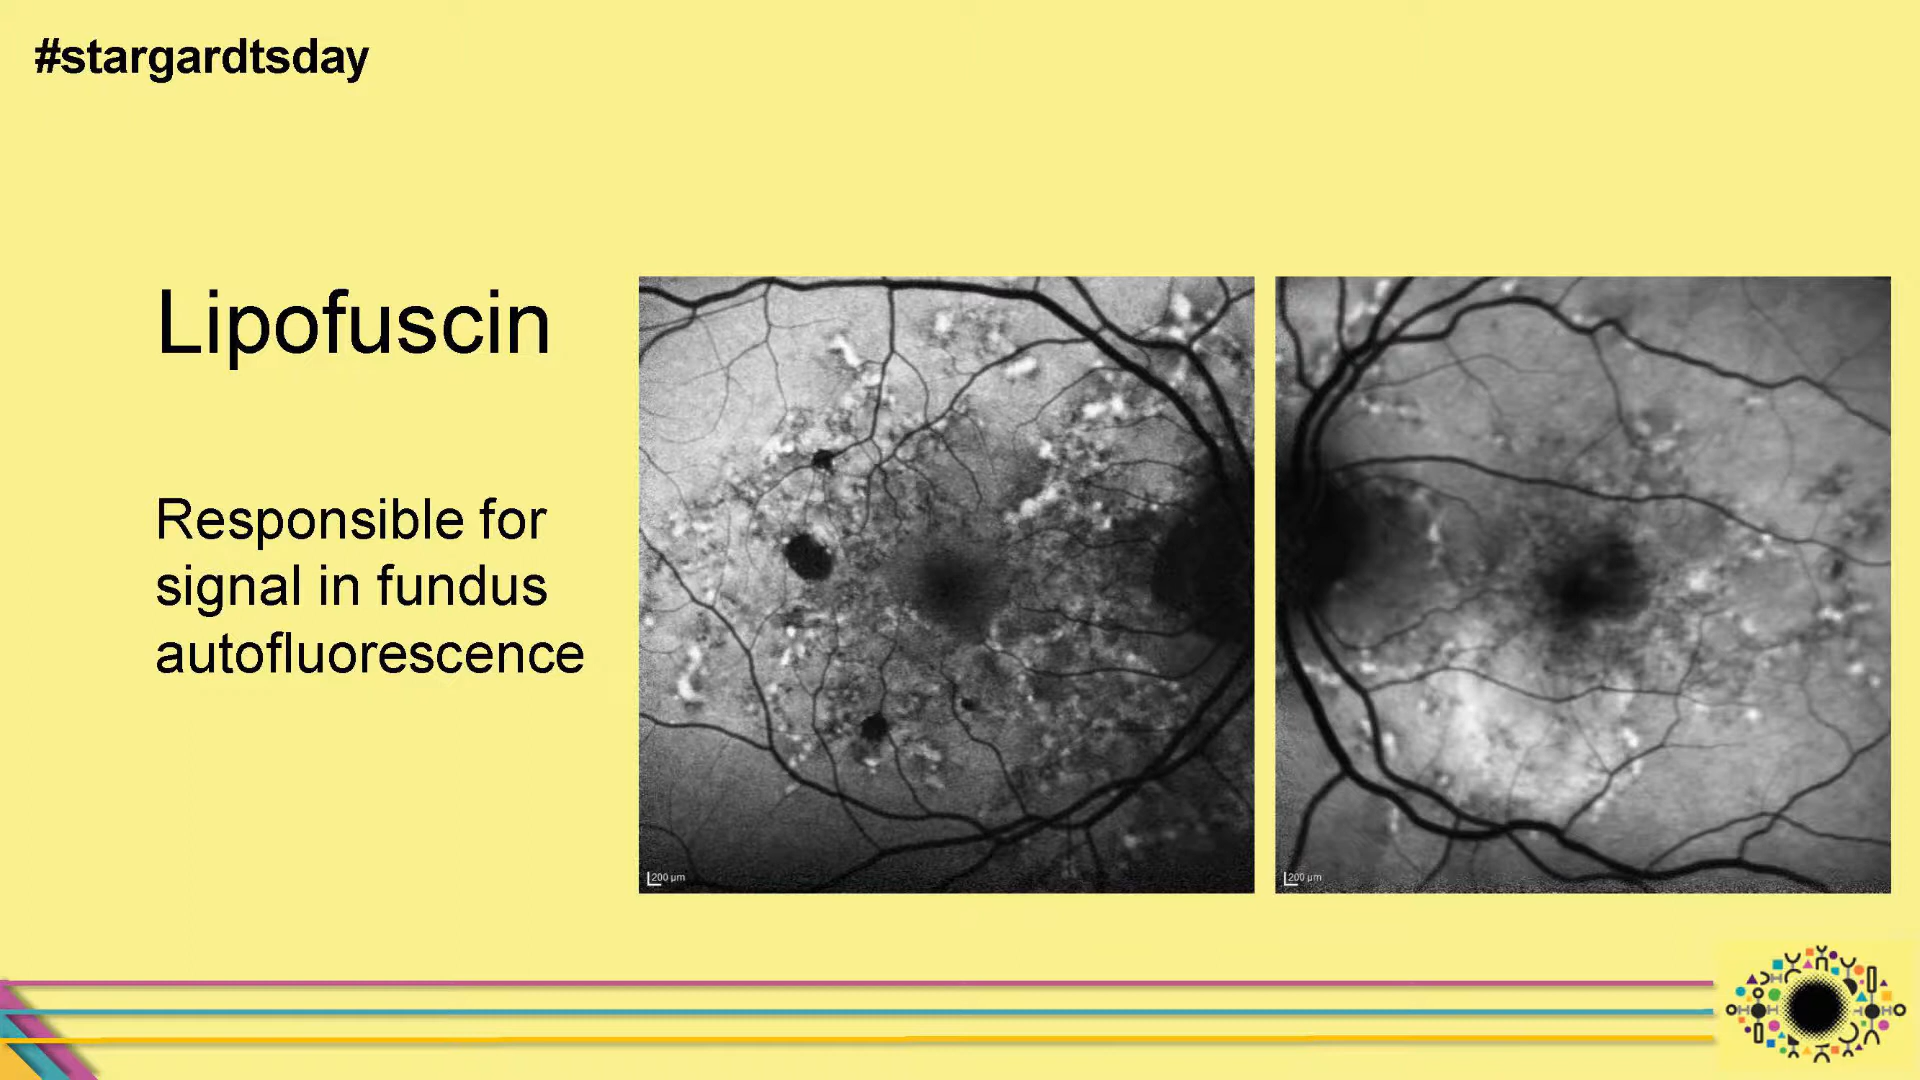 #stargardtsday
Lipofuscin
Responsible for
signal in fundus
autofluorescence
200 µm
200 µm